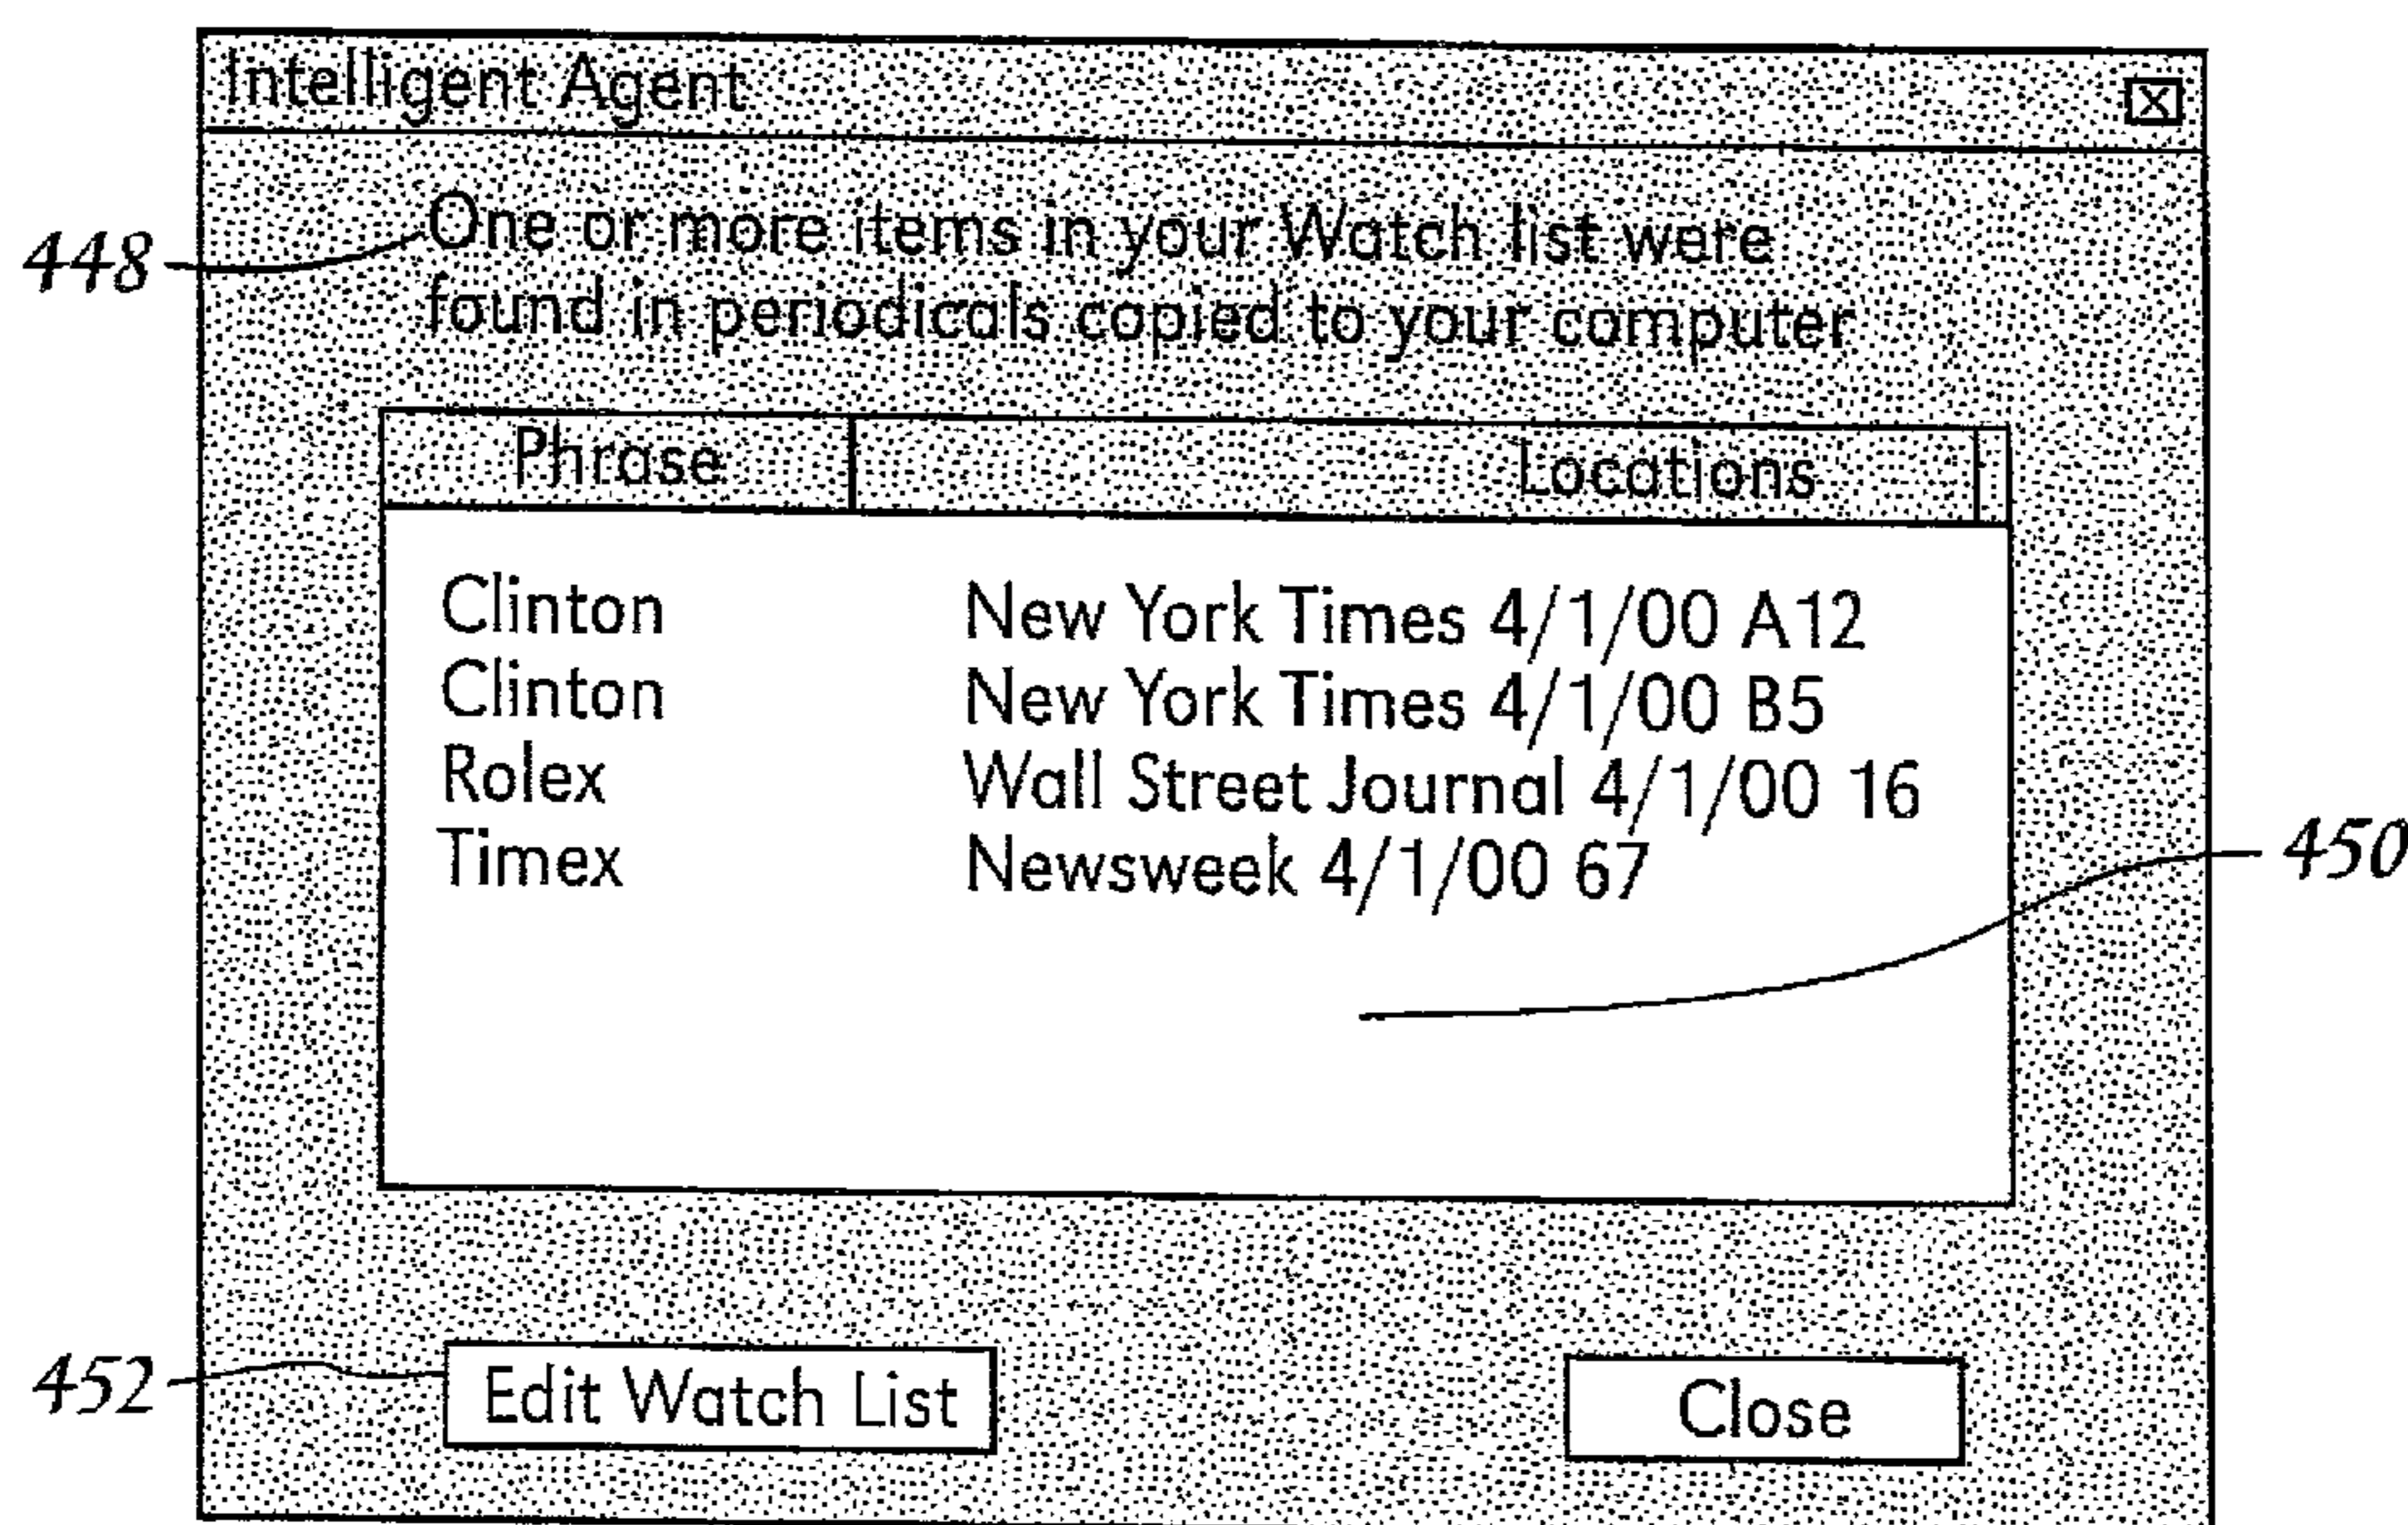 Intelligent Agent
448
One or more items in your Watch list were
found in periodicals copied to your computer
Phrase Locations
Clinton New York Times 4/1/00 A12
Clinton New York Times 4/1/00 B5
Rolex Wall Street Journal 4/1/00 16
Timex Newsweek 4/1/00 67
450
452
Edit Watch List Close